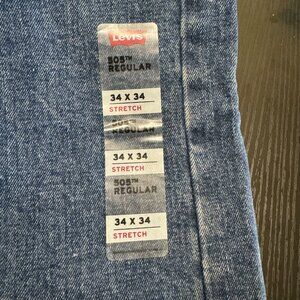 Levi's
505™
REGULAR
34 X 34
STRETCH
505™
REGULAR
34 X 34
STRETCH
505™
REGULAR
34 X 34
STRETCH